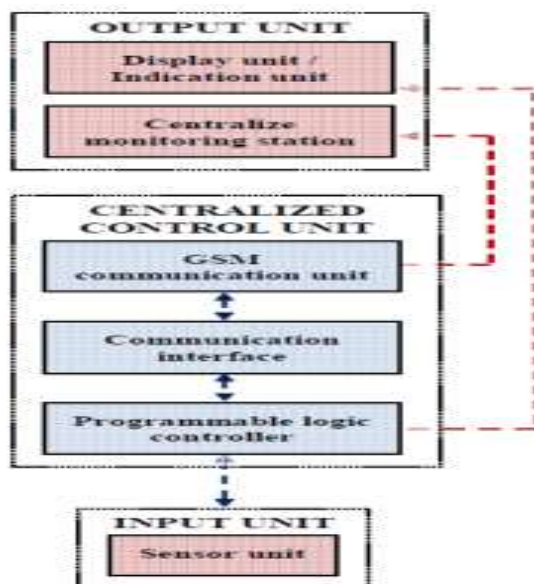 OUTPUT UNIT
Display unit /
Indication unit
Centralize
monitoring station
CENTRALIZED
CONTROL UNIT
GSM
communication unit
Communication
interface
Programmable logic
controller
INPUT UNIT
Sensor unit